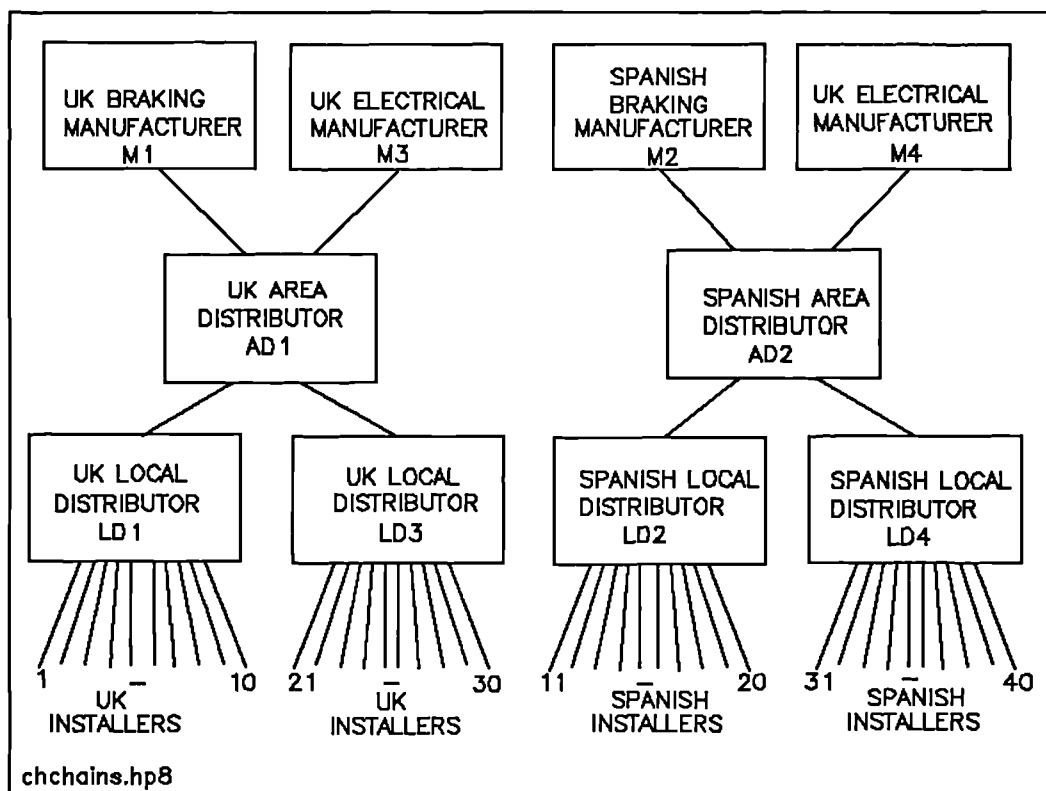 UK BRAKING
MANUFACTURER
M1
UK ELECTRICAL
MANUFACTURER
M3
SPANISH
BRAKING
MANUFACTURER
M2
UK ELECTRICAL
MANUFACTURER
M4
UK AREA
DISTRIBUTOR
AD1
SPANISH AREA
DISTRIBUTOR
AD2
UK LOCAL
DISTRIBUTOR
LD1
UK LOCAL
DISTRIBUTOR
LD3
SPANISH LOCAL
DISTRIBUTOR
LD2
SPANISH LOCAL
DISTRIBUTOR
LD4
1 – 10
UK
INSTALLERS
21 – 30
UK
INSTALLERS
11 – 20
SPANISH
INSTALLERS
31 – 40
SPANISH
INSTALLERS
chchains.hp8